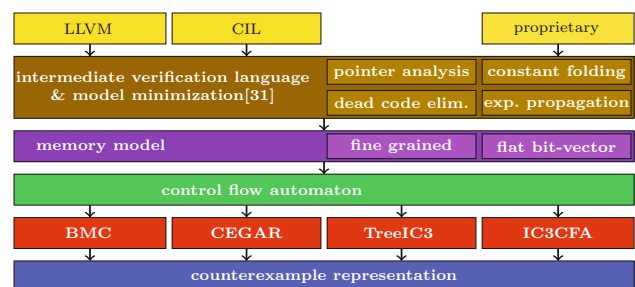 LLVM
CIL
proprietary
intermediate verification language
& model minimization[31]
pointer analysis
constant folding
dead code elim.
exp. propagation
memory model
fine grained
flat bit-vector
control flow automaton
BMC
CEGAR
TreeIC3
IC3CFA
counterexample representation